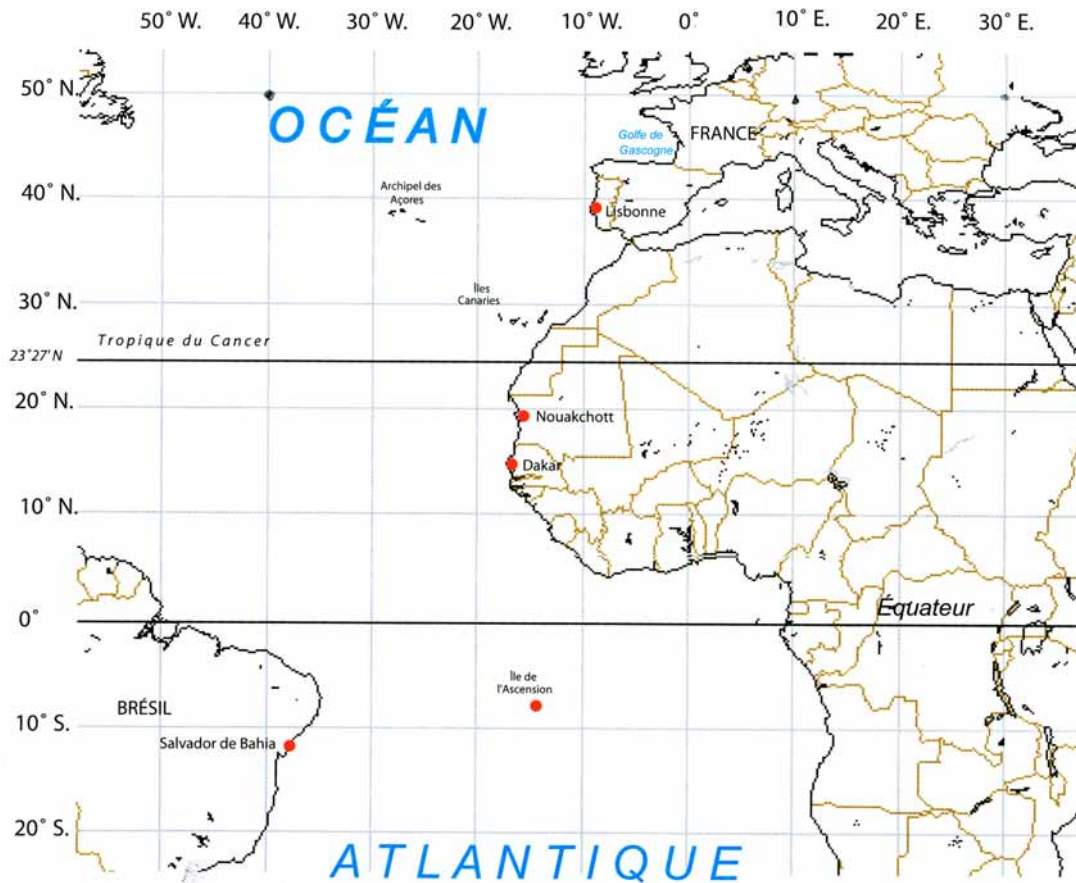 50° W. 40° W. 30° W. 20° W. 10° W. 0° 10° E. 20° E. 30° E.
50° N.
OCÉAN
Golfe de
Gascogne
FRANCE
40° N.
Archipel des
Açores
Lisbonne
30° N.
Îles
Canaries
Tropique du Cancer
23°27'N
20° N.
Nouakchott
Dakar
10° N.
0°
Équateur
Île de
l'Ascension
BRÉSIL
10° S.
Salvador de Bahia
20° S.
ATLANTIQUE